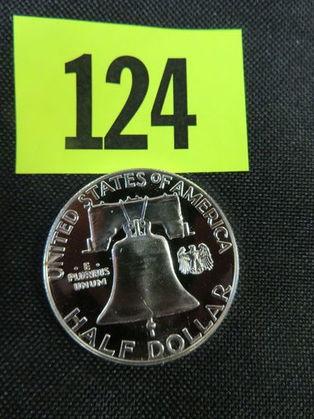 124
UNITED STATES OF AMERICA
·E·
PLURIBUS
UNUM
HALF DOLLAR